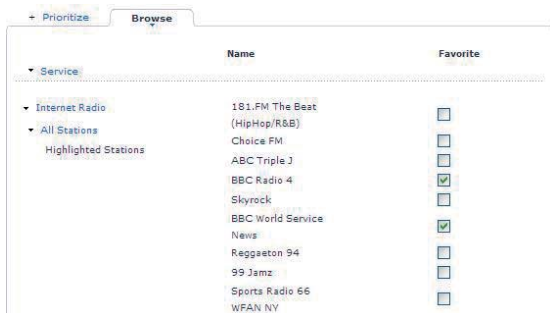 + Prioritize Browse
Name Favorite
Service
Internet Radio
All Stations
Highlighted Stations
181.FM The Beat
(HipHop/R&B)
Choice FM
ABC Triple J
BBC Radio 4
Skyrock
BBC World Service
News
Reggaeton 94
99 Jamz
Sports Radio 66
WFAN NY